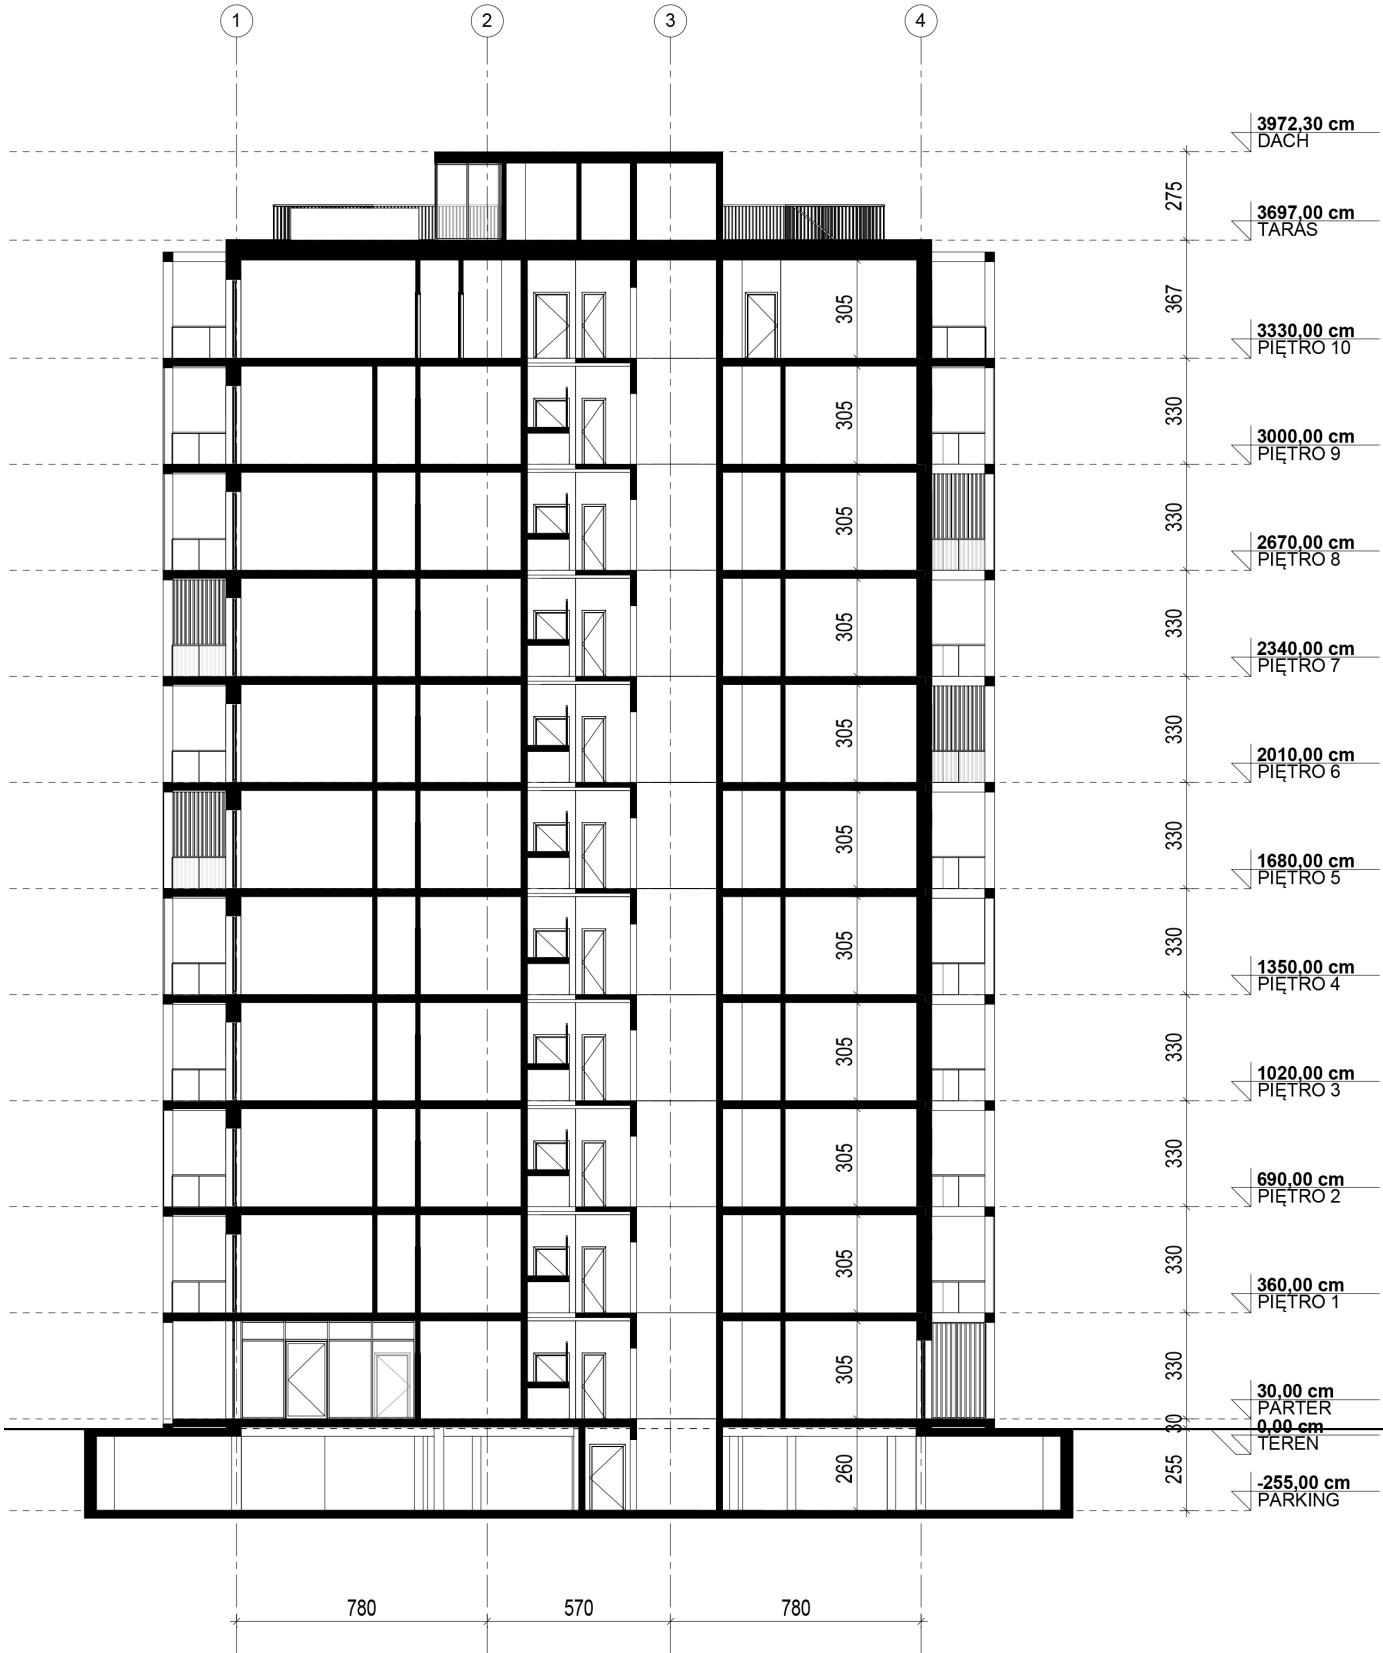 1 2 3 4
3972,30 cm
DACH
275
3697,00 cm
TARAS
367
305
3330,00 cm
PIĘTRO 10
330
305
3000,00 cm
PIĘTRO 9
330
305
2670,00 cm
PIĘTRO 8
330
305
2340,00 cm
PIĘTRO 7
330
305
2010,00 cm
PIĘTRO 6
330
305
1680,00 cm
PIĘTRO 5
330
305
1350,00 cm
PIĘTRO 4
330
305
1020,00 cm
PIĘTRO 3
330
305
690,00 cm
PIĘTRO 2
330
305
360,00 cm
PIĘTRO 1
330
305
30,00 cm
PARTER
30
0,00 cm
TEREN
260
255
-255,00 cm
PARKING
780 570 780